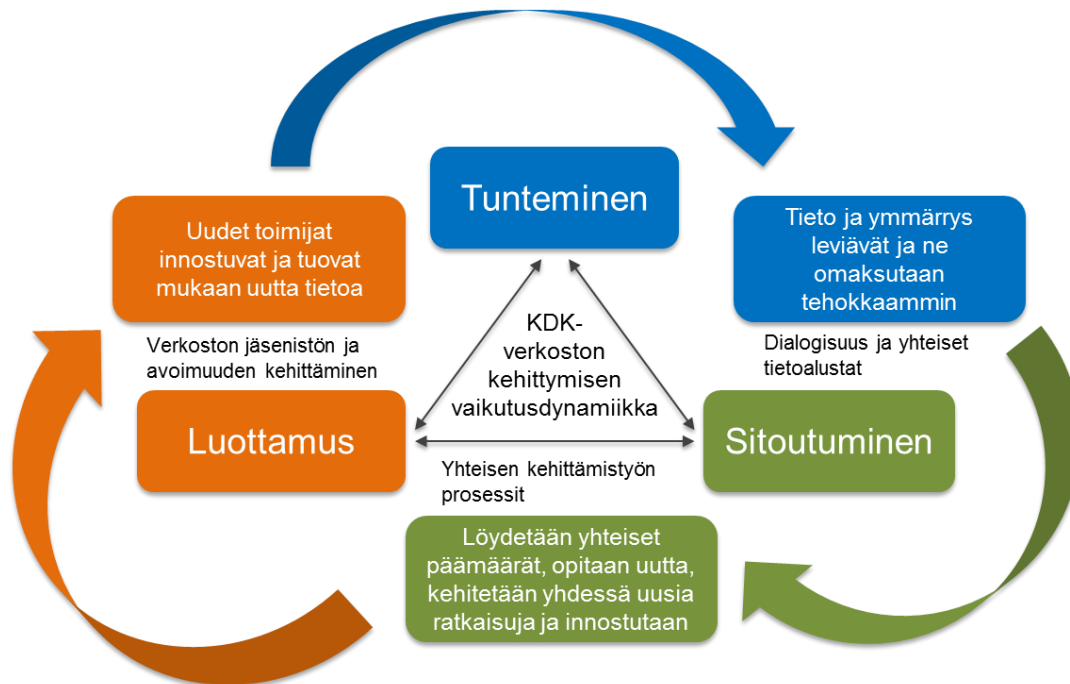 Tunteminen
Uudet toimijat
innostuvat ja tuovat
mukaan uutta tietoa
Tieto ja ymmärrys
leviävät ja ne
omaksutaan
tehokkaammin
KDK-
verkoston
kehittymisen
vaikutusdynamiikka
Verkoston jäsenistön ja
avoimuuden kehittäminen
Dialogisuus ja yhteiset
tietoalustat
Luottamus
Sitoutuminen
Yhteisen kehittämistyön
prosessit
Löydetään yhteiset
päämäärät, opitaan uutta,
kehitetään yhdessä uusia
ratkaisuja ja innostutaan